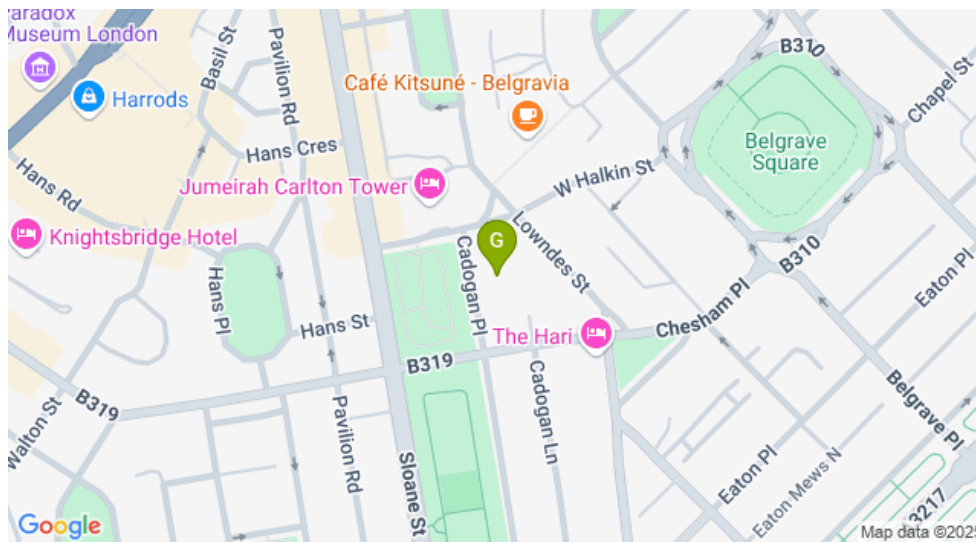 Paradox
Museum London
Harrods
Basil St
Pavilion Rd
Hans Cres
Café Kitsuné - Belgravia
B310
Chapel St
Belgrave
Square
Hans Rd
Jumeirah Carlton Tower
W Halkin St
Knightsbridge Hotel
G
Lowndes St
Cadogan Pl
B310
Eaton Pl
Hans Pl
Hans St
The Hari
Chesham Pl
B319
B319
Walton St
Pavilion Rd
Cadogan Ln
Belgrave Pl
Sloane St
Eaton Pl
Eaton Mews N
B3217
Google
Map data ©2025